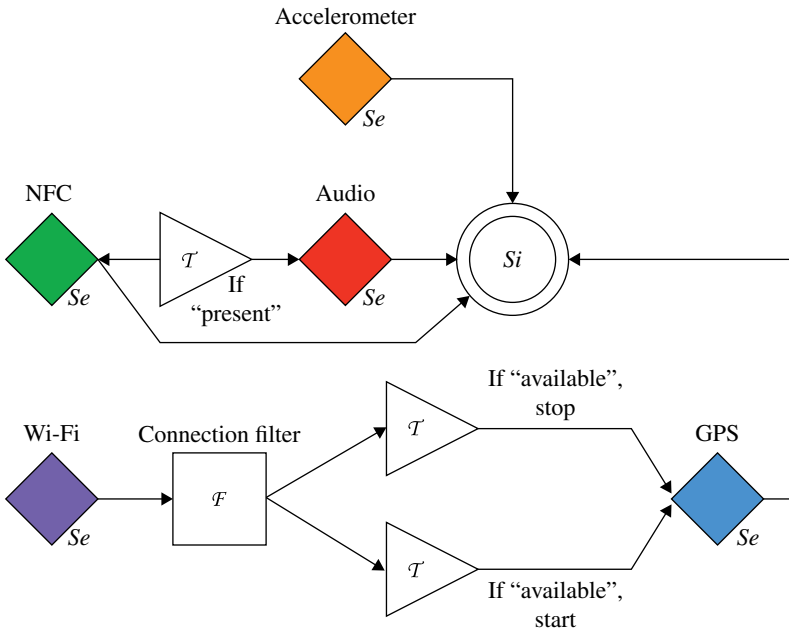 Accelerometer
Se
NFC
Audio
𝒯
Si
Se
If
“present”
Se
If “available”,
stop
Wi-Fi
Connection filter
𝒯
GPS
ℱ
Se
Se
𝒯
If “available”,
start